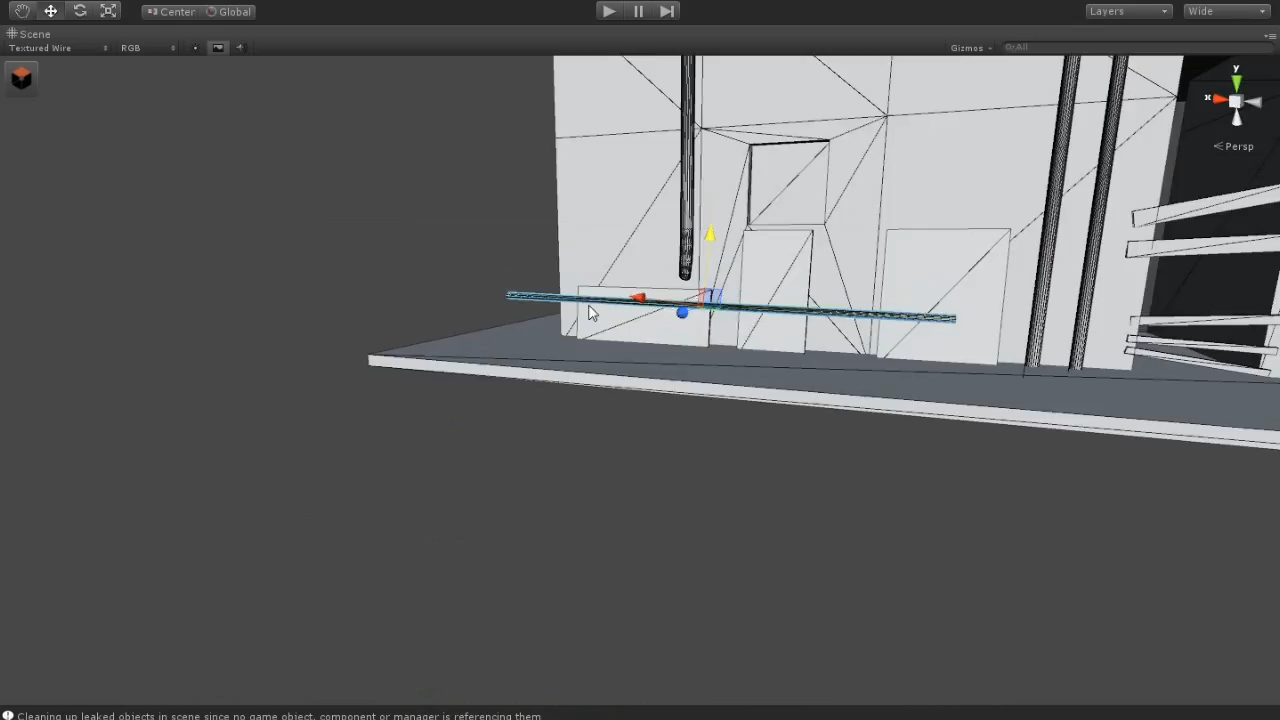 Center Global Layers Wide
Scene
Textured Wire RGB Gizmos All
y
x
Persp
Cleaning up leaked objects in scene since no game object, component or manager is referencing them